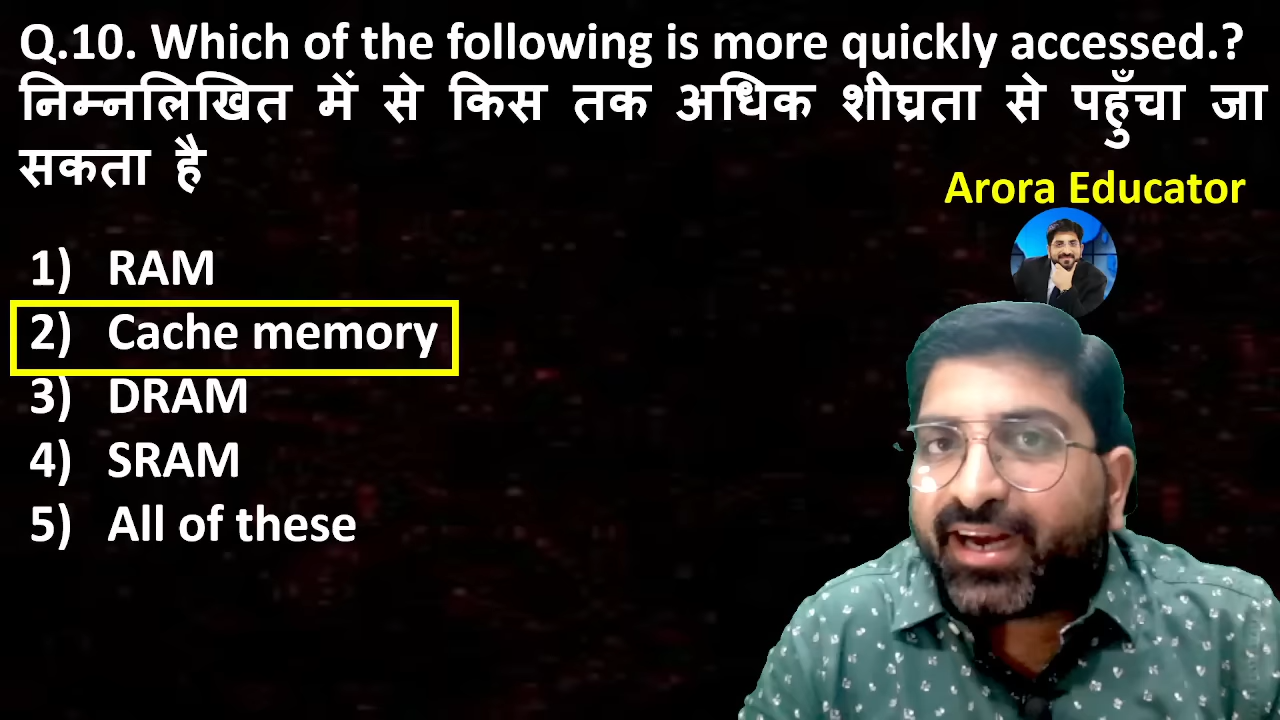 Q.10. Which of the following is more quickly accessed.?
निम्नलिखित में से किस तक अधिक शीघ्रता से पहुँचा जा
सकता है
Arora Educator
1) RAM
2) Cache memory
3) DRAM
4) SRAM
5) All of these